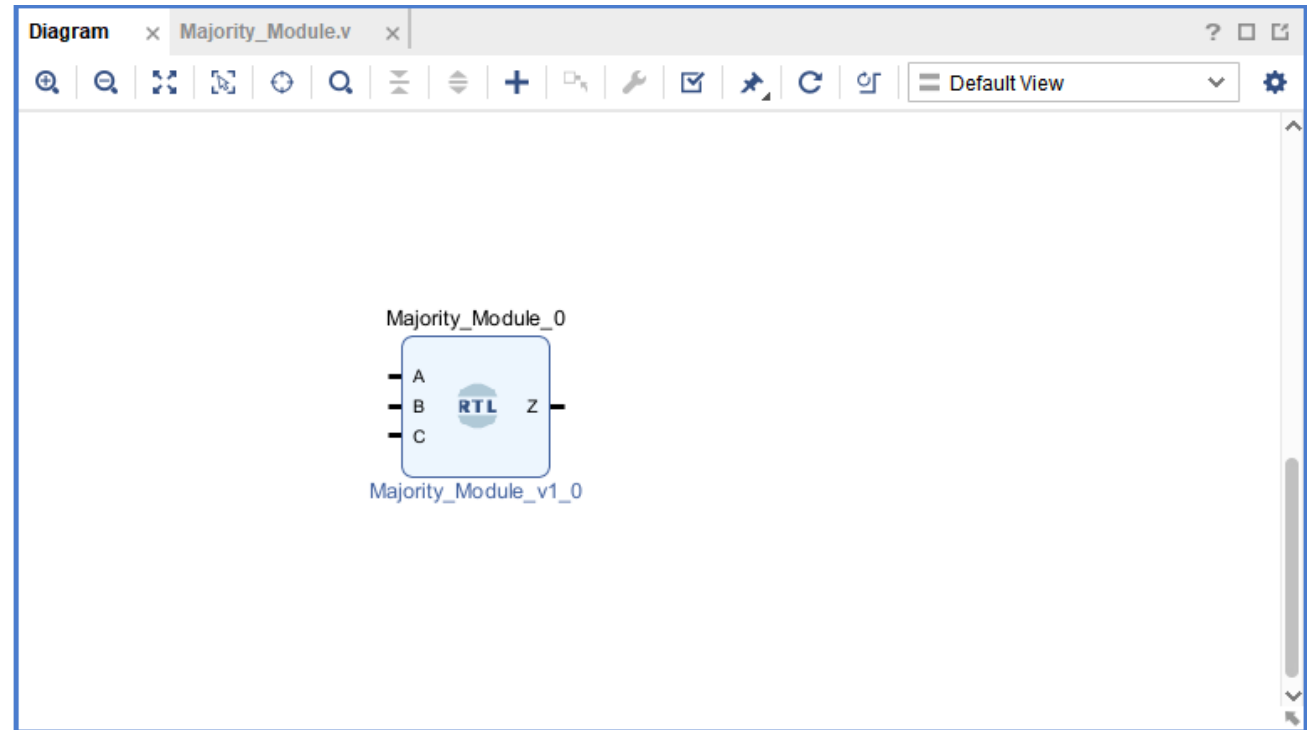 Diagram × Majority_Module.v ×
?
Default View
Majority_Module_0
A
B RTL Z
C
Majority_Module_v1_0